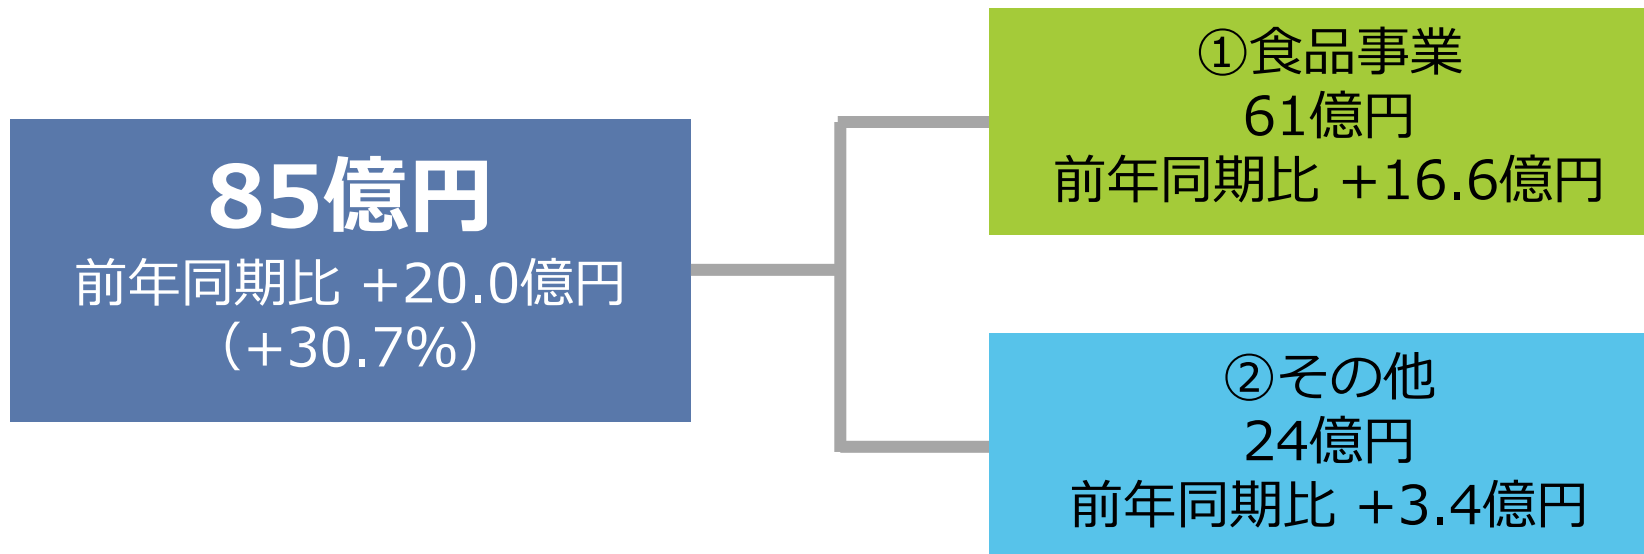 85億円
前年同期比 +20.0億円
（+30.7%）
①食品事業
61億円
前年同期比 +16.6億円
②その他
24億円
前年同期比 +3.4億円